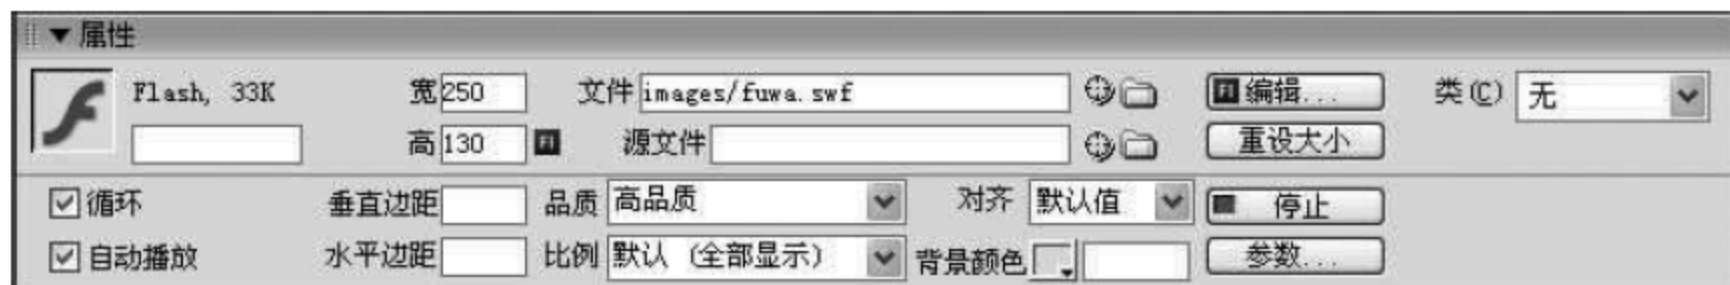 ▼属性
Flash, 33K 宽 250 文件 images/fuwa.swf 编辑... 类(C) 无
高 130 源文件 重设大小
循环 垂直边距 品质 高品质 对齐 默认值 停止
自动播放 水平边距 比例 默认 (全部显示) 背景颜色 参数...